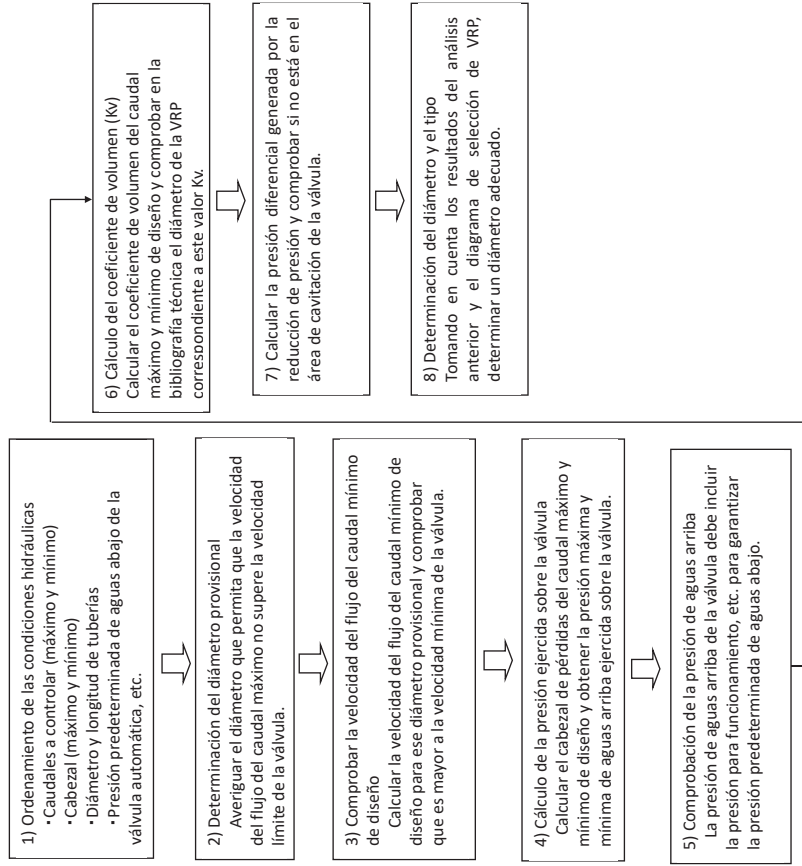 1) Ordenamiento de las condiciones hidráulicas
・Caudales a controlar (máximo y mínimo)
・Cabezal (máximo y mínimo)
・Diámetro y longitud de tuberías
・Presión predeterminada de aguas abajo de la
válvula automática, etc.
2) Determinación del diámetro provisional
Averiguar el diámetro que permita que la velocidad
del flujo del caudal máximo no supere la velocidad
límite de la válvula.
3) Comprobar la velocidad del flujo del caudal mínimo
de diseño
Calcular la velocidad del flujo del caudal mínimo de
diseño para ese diámetro provisional y comprobar
que es mayor a la velocidad mínima de la válvula.
4) Cálculo de la presión ejercida sobre la válvula
Calcular el cabezal de pérdidas del caudal máximo y
mínimo de diseño y obtener la presión máxima y
mínima de aguas arriba ejercida sobre la válvula.
5) Comprobación de la presión de aguas arriba
La presión de aguas arriba de la válvula debe incluir
la presión para funcionamiento, etc. para garantizar
la presión predeterminada de aguas abajo.
6) Cálculo del coeficiente de volumen (Kv)
Calcular el coeficiente de volumen del caudal
máximo y mínimo de diseño y comprobar en la
bibliografía técnica el diámetro de la VRP
correspondiente a este valor Kv.
7) Calcular la presión diferencial generada por la
reducción de presión y comprobar si no está en el
área de cavitación de la válvula.
8) Determinación del diámetro y el tipo
Tomando en cuenta los resultados del análisis
anterior y el diagrama de selección de VRP,
determinar un diámetro adecuado.